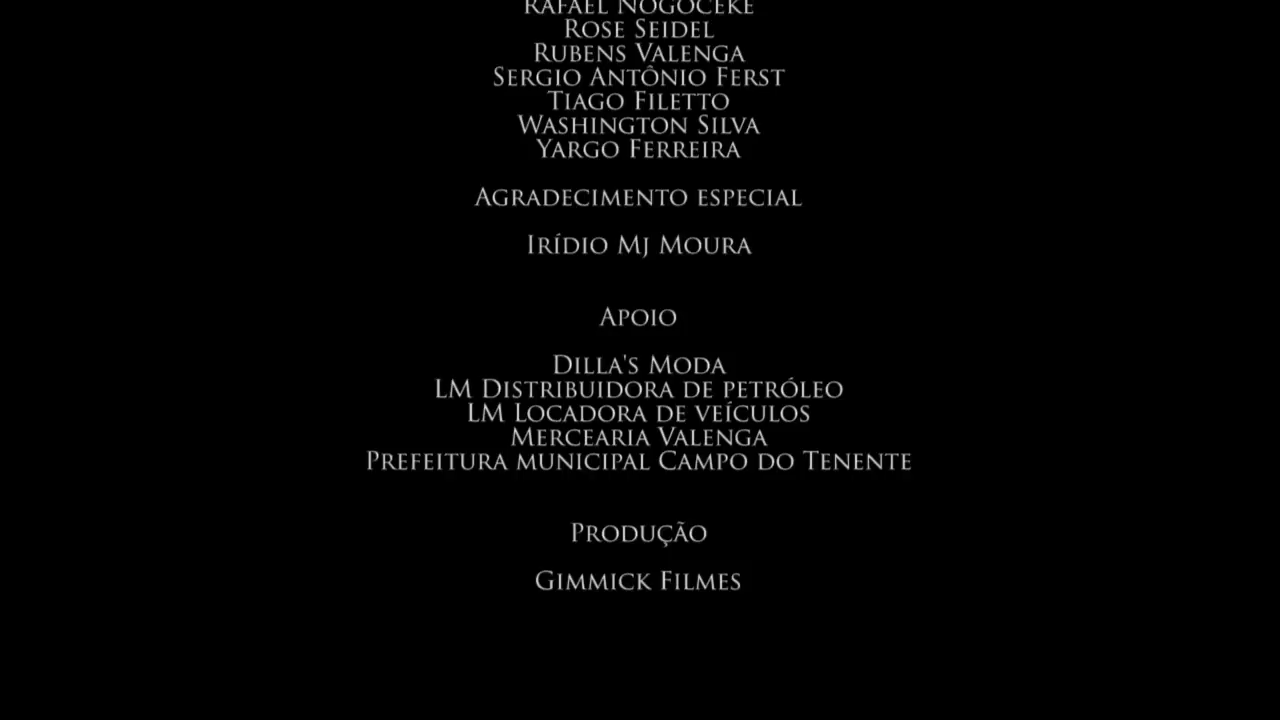 Rafael Nogoceke
Rose Seidel
Rubens Valenga
Sergio Antônio Ferst
Tiago Filetto
Washington Silva
Yargo Ferreira
Agradecimento especial
Irídio Mj Moura
Apoio
Dilla's Moda
LM Distribuidora de petróleo
LM Locadora de veículos
Mercearia Valenga
Prefeitura municipal Campo do Tenente
Produção
Gimmick Filmes